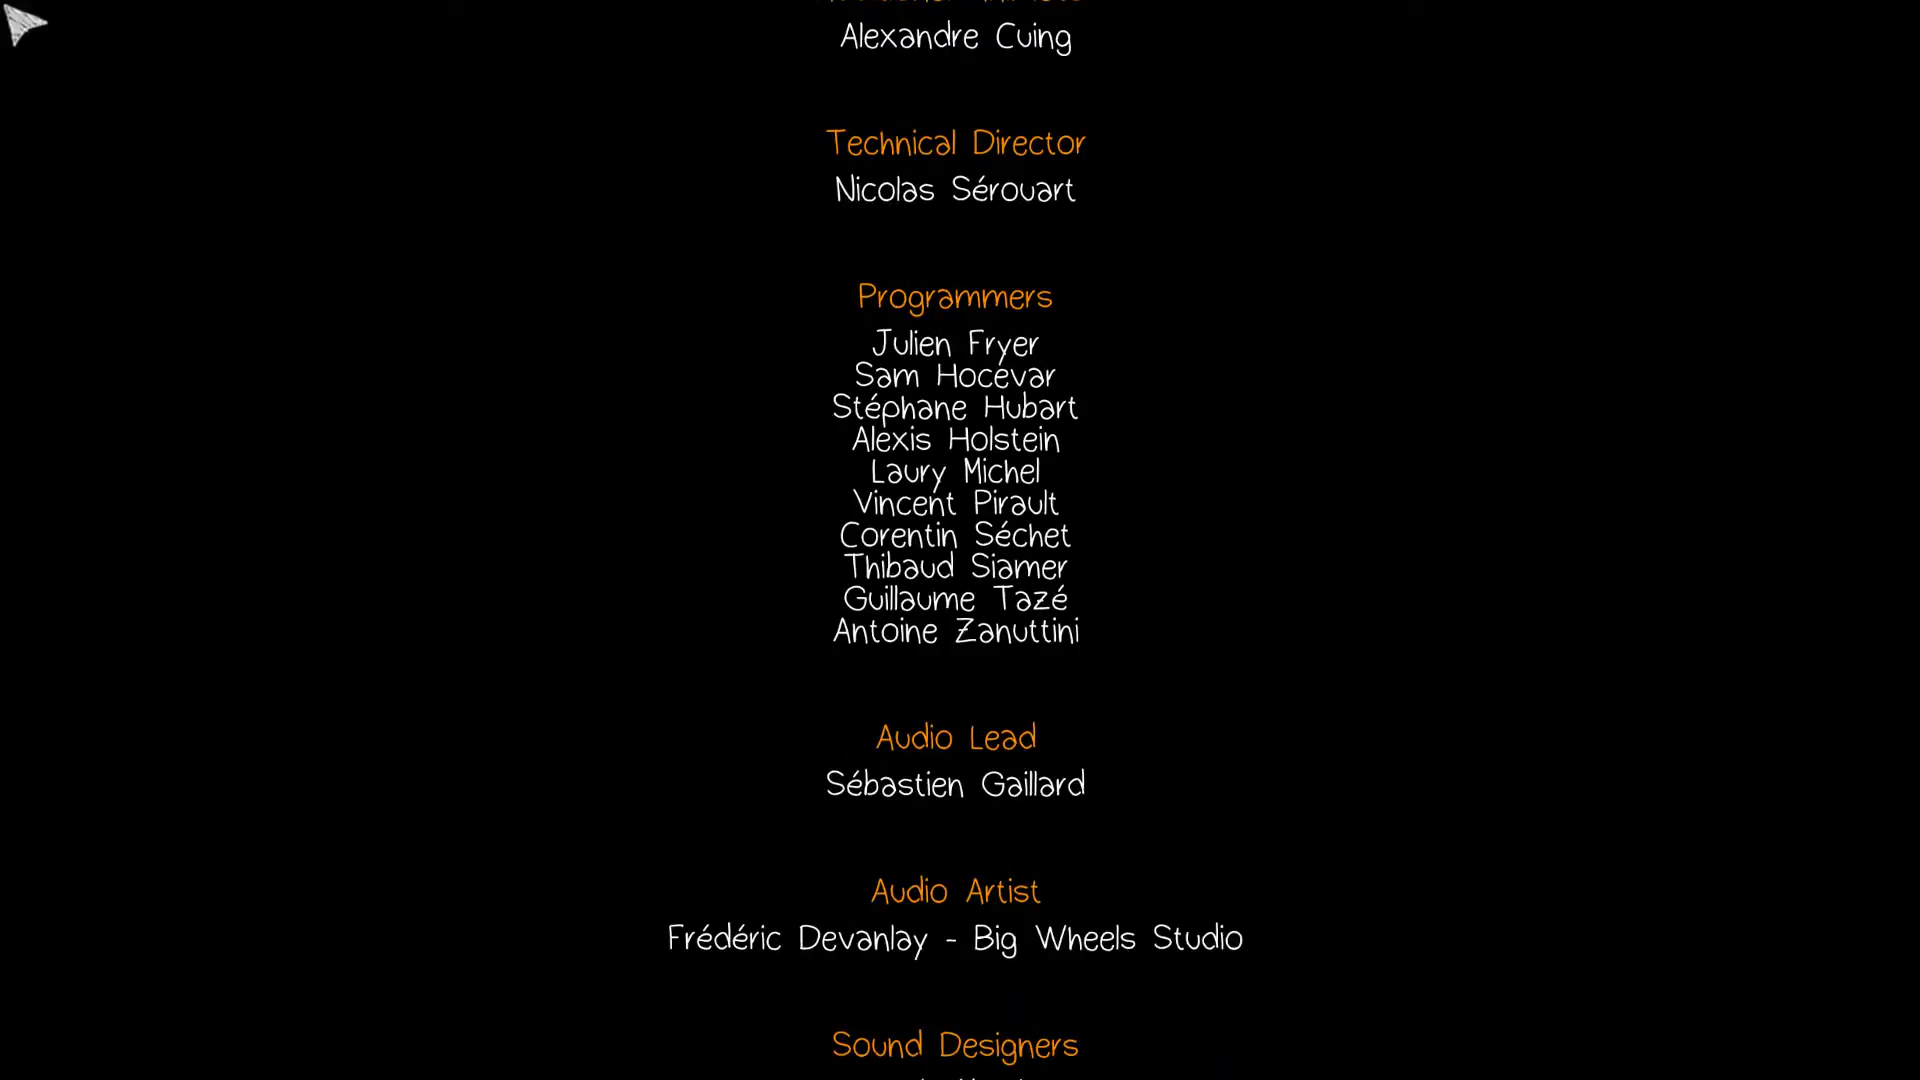 Alexandre Cuing
Technical Director
Nicolas Sérouart
Programmers
Julien Fryer
Sam Hocevar
Stéphane Hubart
Alexis Holstein
Laury Michel
Vincent Pirault
Corentin Séchet
Thibaud Siamer
Guillaume Tazé
Antoine Zanuttini
Audio Lead
Sébastien Gaillard
Audio Artist
Frédéric Devanlay - Big Wheels Studio
Sound Designers